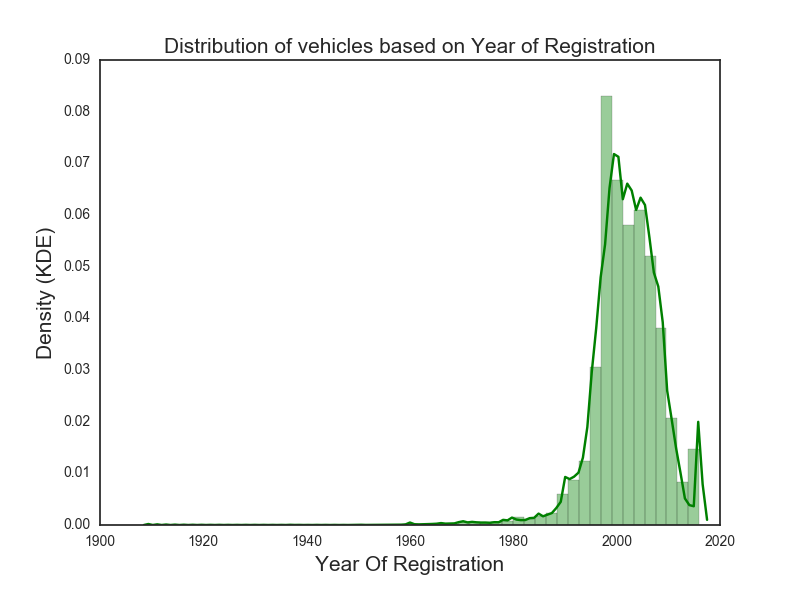 Distribution of vehicles based on Year of Registration
0.09
0.08
0.07
0.06
0.05
0.04
0.03
0.02
0.01
0.00
Density (KDE)
1900 1920 1940 1960 1980 2000 2020
Year Of Registration